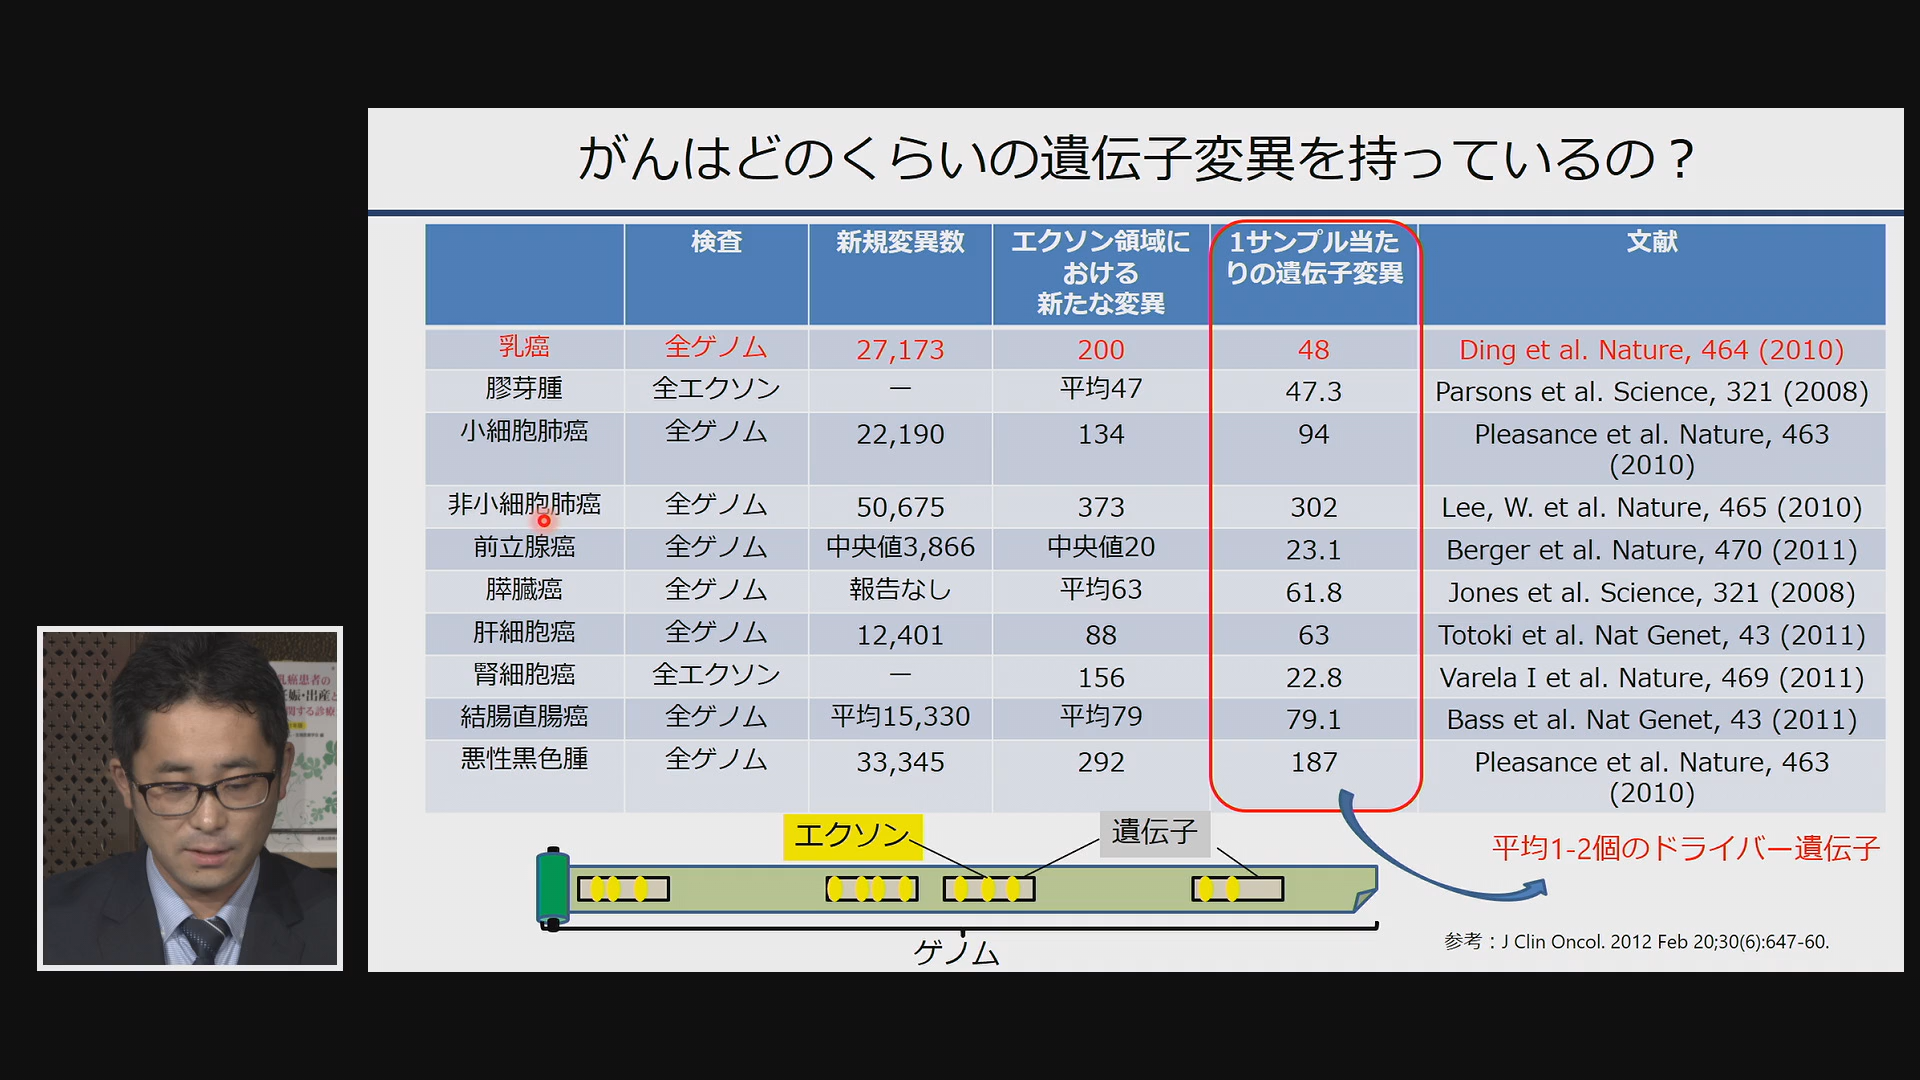 がんはどのくらいの遺伝子変異を持っているの？
検査 新規変異数 エクソン領域における新たな変異 1サンプル当たりの遺伝子変異 文献
乳癌 全ゲノム 27,173 200 48 Ding et al. Nature, 464 (2010)
膠芽腫 全エクソン ー 平均47 47.3 Parsons et al. Science, 321 (2008)
小細胞肺癌 全ゲノム 22,190 134 94 Pleasance et al. Nature, 463 (2010)
非小細胞肺癌 全ゲノム 50,675 373 302 Lee, W. et al. Nature, 465 (2010)
前立腺癌 全ゲノム 中央値3,866 中央値20 23.1 Berger et al. Nature, 470 (2011)
膵臓癌 全ゲノム 報告なし 平均63 61.8 Jones et al. Science, 321 (2008)
肝細胞癌 全ゲノム 12,401 88 63 Totoki et al. Nat Genet, 43 (2011)
腎細胞癌 全エクソン ー 156 22.8 Varela I et al. Nature, 469 (2011)
結腸直腸癌 全ゲノム 平均15,330 平均79 79.1 Bass et al. Nat Genet, 43 (2011)
悪性黒色腫 全ゲノム 33,345 292 187 Pleasance et al. Nature, 463 (2010)
エクソン 遺伝子
平均1-2個のドライバー遺伝子
ゲノム
参考：J Clin Oncol. 2012 Feb 20;30(6):647-60.
乳癌患者の
妊娠・出産と